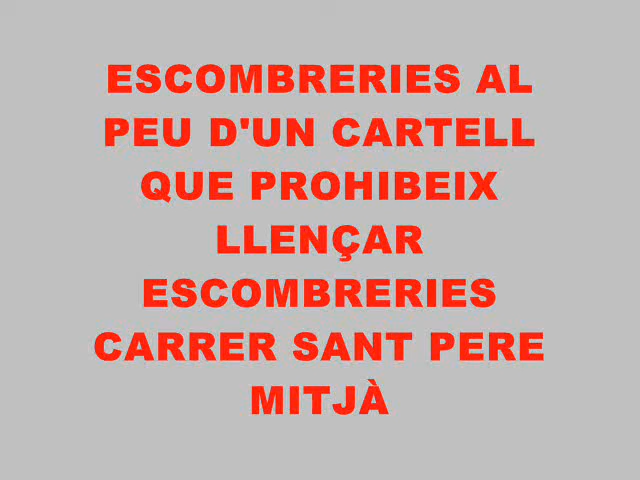 ESCOMBRERIES AL
PEU D'UN CARTELL
QUE PROHIBEIX
LLENÇAR
ESCOMBRERIES
CARRER SANT PERE
MITJÀ